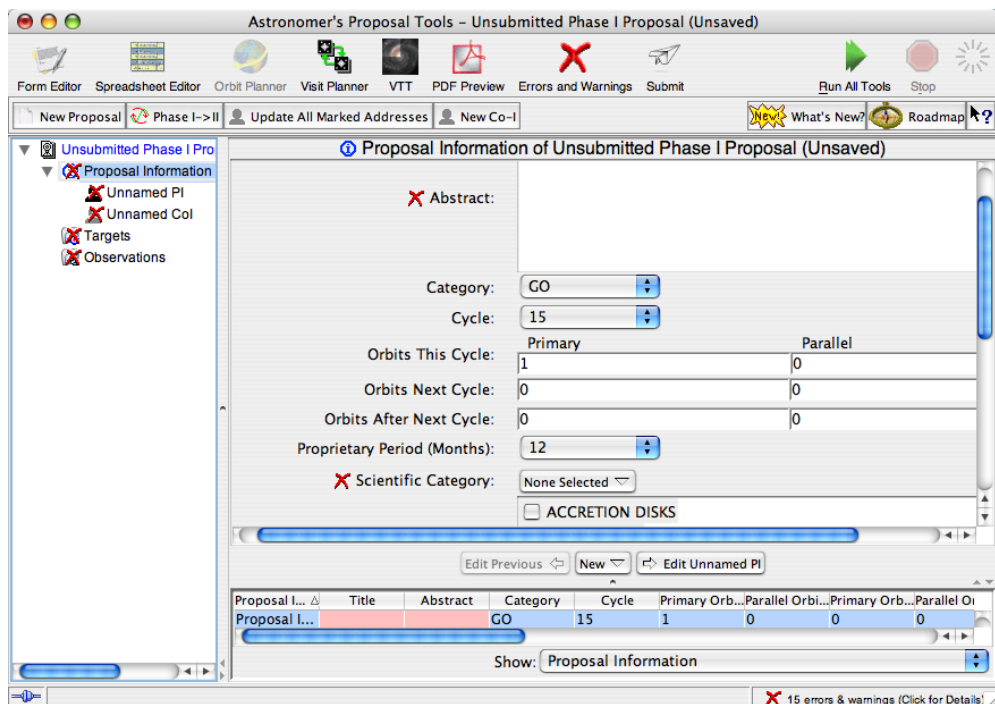 Astronomer's Proposal Tools – Unsubmitted Phase I Proposal (Unsaved)
Form Editor Spreadsheet Editor Orbit Planner Visit Planner VTT PDF Preview Errors and Warnings Submit Run All Tools Stop
New Proposal Phase I->II Update All Marked Addresses New Co-I New! What's New? Roadmap ?
Unsubmitted Phase I Pro
Proposal Information
Unnamed PI
Unnamed CoI
Targets
Observations
Proposal Information of Unsubmitted Phase I Proposal (Unsaved)
Abstract:
Category: GO
Cycle: 15
Primary Parallel
Orbits This Cycle: 1 0
Orbits Next Cycle: 0 0
Orbits After Next Cycle: 0 0
Proprietary Period (Months): 12
Scientific Category: None Selected
ACCRETION DISKS
Edit Previous New Edit Unnamed PI
Proposal I... Title Abstract Category Cycle Primary Orb... Parallel Orbi... Primary Orb... Parallel Or
Proposal I... GO 15 1 0 0 0
Show: Proposal Information
15 errors & warnings (Click for Details)